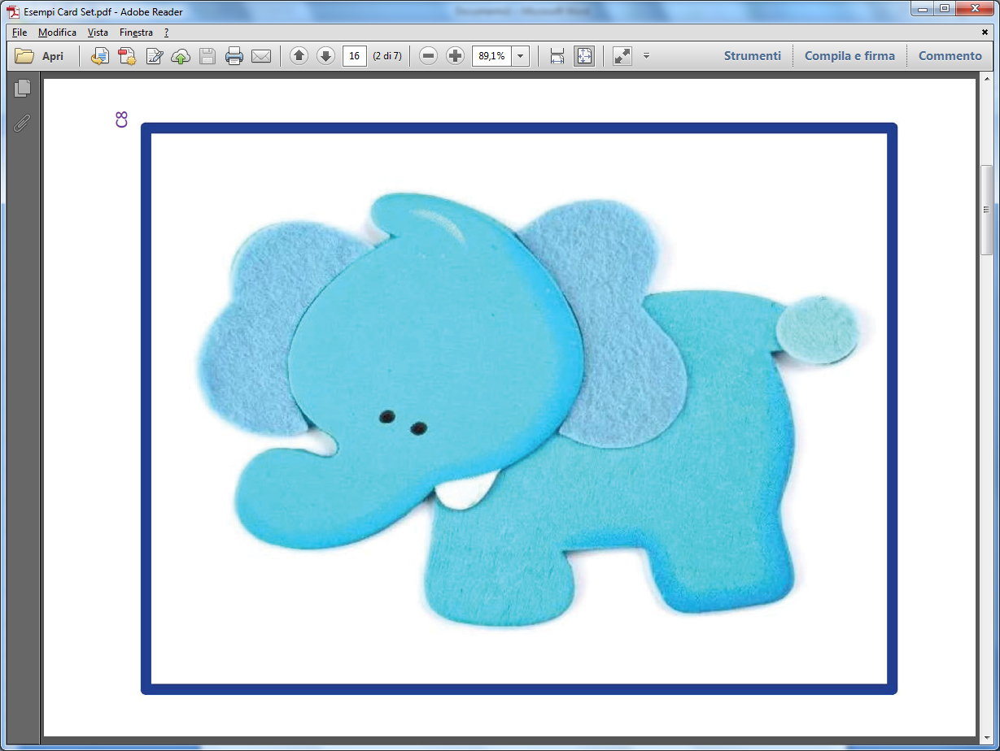 Esempi Card Set.pdf - Adobe Reader
File Modifica Vista Finestra ?
Apri 16 (2 di 7) 89,1% Strumenti Compila e firma Commento
C8